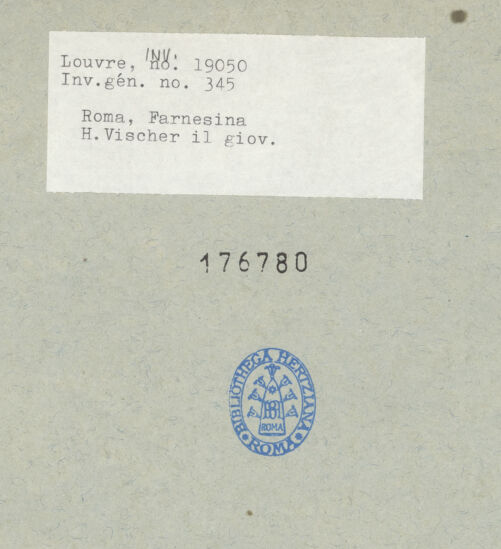 Louvre, INV. no. 19050
Inv.gén. no. 345
Roma, Farnesina
H.Vischer il giov.
176780
BIBLIOTHECA HERTZIANA
ROMA
ROMA